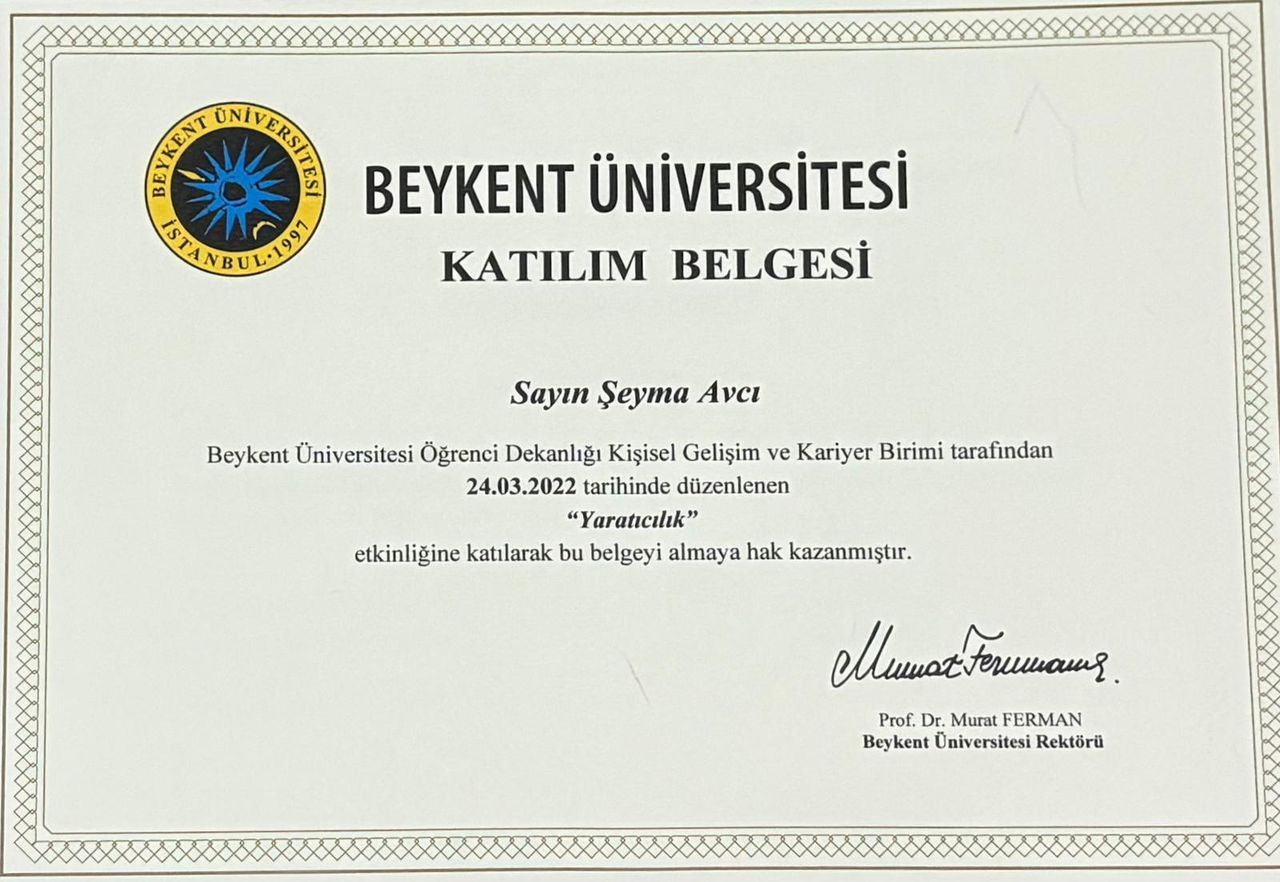 BEYKENT ÜNİVERSİTESİ
İSTANBUL·1997
BEYKENT ÜNİVERSİTESİ
KATILIM BELGESİ
Sayın Şeyma Avcı
Beykent Üniversitesi Öğrenci Dekanlığı Kişisel Gelişim ve Kariyer Birimi tarafından
24.03.2022 tarihinde düzenlenen
“Yaratıcılık”
etkinliğine katılarak bu belgeyi almaya hak kazanmıştır.
Murat Ferman
Prof. Dr. Murat FERMAN
Beykent Üniversitesi Rektörü